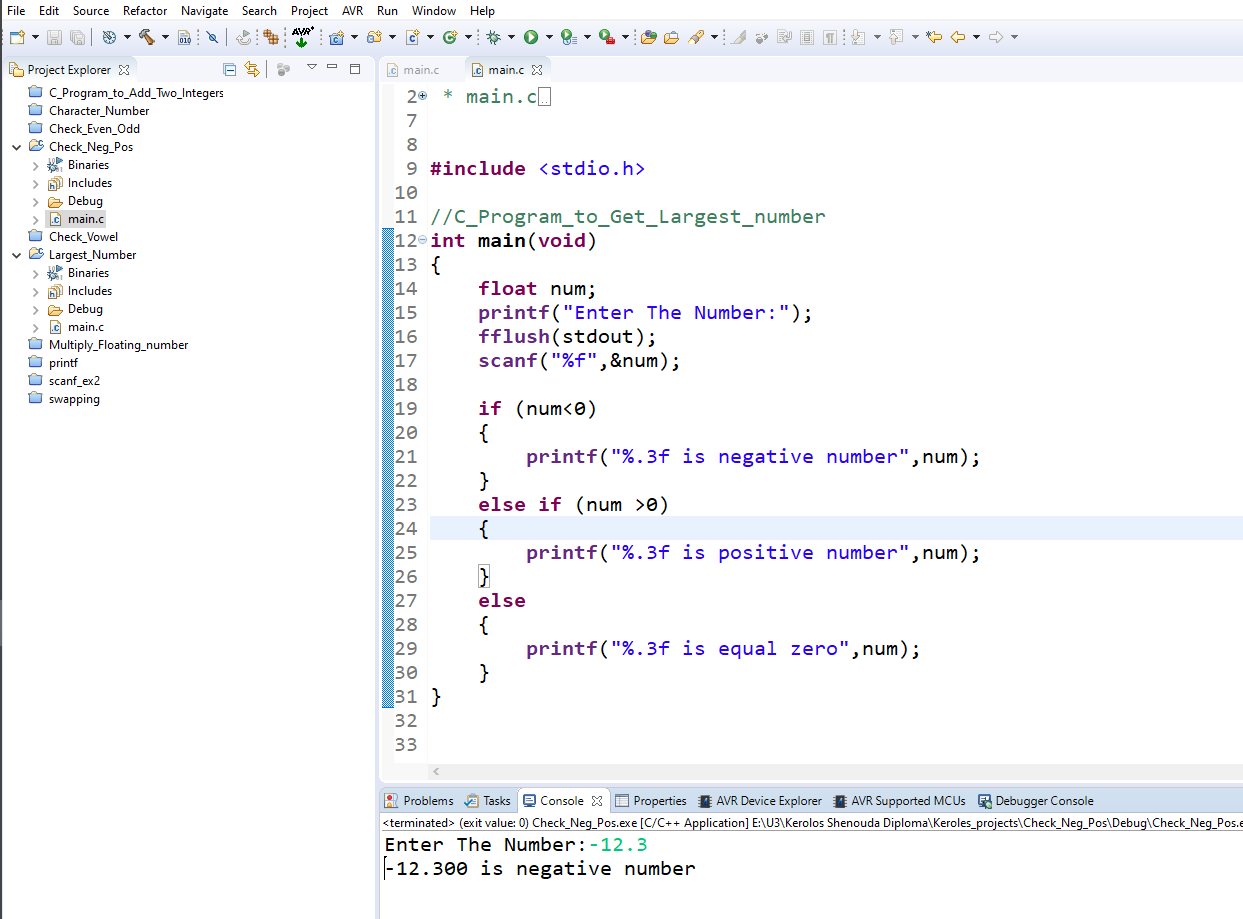 File Edit Source Refactor Navigate Search Project AVR Run Window Help
010 AVR
Project Explorer
main.c main.c
C_Program_to_Add_Two_Integers
Character_Number
Check_Even_Odd
Check_Neg_Pos
Binaries
Includes
Debug
main.c
Check_Vowel
Largest_Number
Binaries
Includes
Debug
main.c
Multiply_Floating_number
printf
scanf_ex2
swapping
2 * main.c
7
8
9 #include <stdio.h>
10
11 //C_Program_to_Get_Largest_number
12 int main(void)
13 {
14 float num;
15 printf("Enter The Number:");
16 fflush(stdout);
17 scanf("%f",&num);
18
19 if (num<0)
20 {
21 printf("%.3f is negative number",num);
22 }
23 else if (num >0)
24 {
25 printf("%.3f is positive number",num);
26 }
27 else
28 {
29 printf("%.3f is equal zero",num);
30 }
31 }
32
33
Problems Tasks Console Properties AVR Device Explorer AVR Supported MCUs Debugger Console
<terminated> (exit value: 0) Check_Neg_Pos.exe [C/C++ Application] E:\U3\Kerolos Shenouda Diploma\Keroles_projects\Check_Neg_Pos\Debug\Check_Neg_Pos.e
Enter The Number:-12.3
-12.300 is negative number